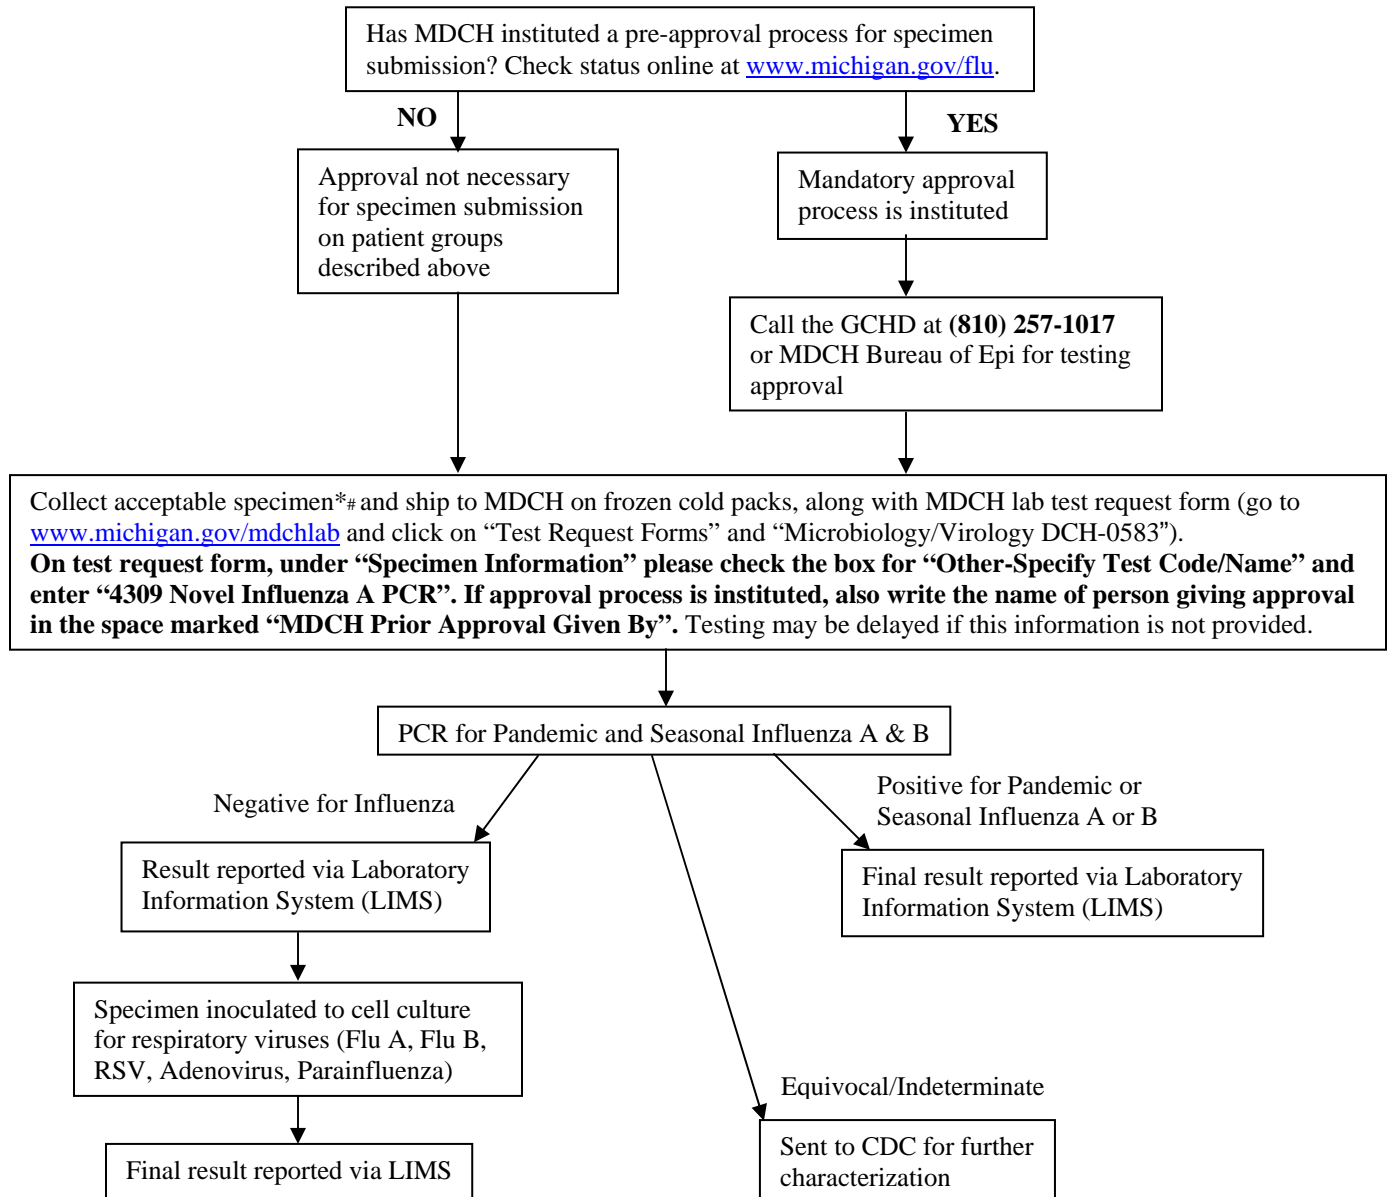 Has MDCH instituted a pre-approval process for specimen
submission? Check status online at www.michigan.gov/flu.
NO
YES
Approval not necessary
for specimen submission
on patient groups
described above
Mandatory approval
process is instituted
Call the GCHD at (810) 257-1017
or MDCH Bureau of Epi for testing
approval
Collect acceptable specimen*# and ship to MDCH on frozen cold packs, along with MDCH lab test request form (go to
www.michigan.gov/mdchlab and click on “Test Request Forms” and “Microbiology/Virology DCH-0583”).
On test request form, under “Specimen Information” please check the box for “Other-Specify Test Code/Name” and
enter “4309 Novel Influenza A PCR”. If approval process is instituted, also write the name of person giving approval
in the space marked “MDCH Prior Approval Given By”. Testing may be delayed if this information is not provided.
PCR for Pandemic and Seasonal Influenza A & B
Negative for Influenza
Positive for Pandemic or
Seasonal Influenza A or B
Result reported via Laboratory
Information System (LIMS)
Final result reported via Laboratory
Information System (LIMS)
Specimen inoculated to cell culture
for respiratory viruses (Flu A, Flu B,
RSV, Adenovirus, Parainfluenza)
Equivocal/Indeterminate
Final result reported via LIMS
Sent to CDC for further
characterization